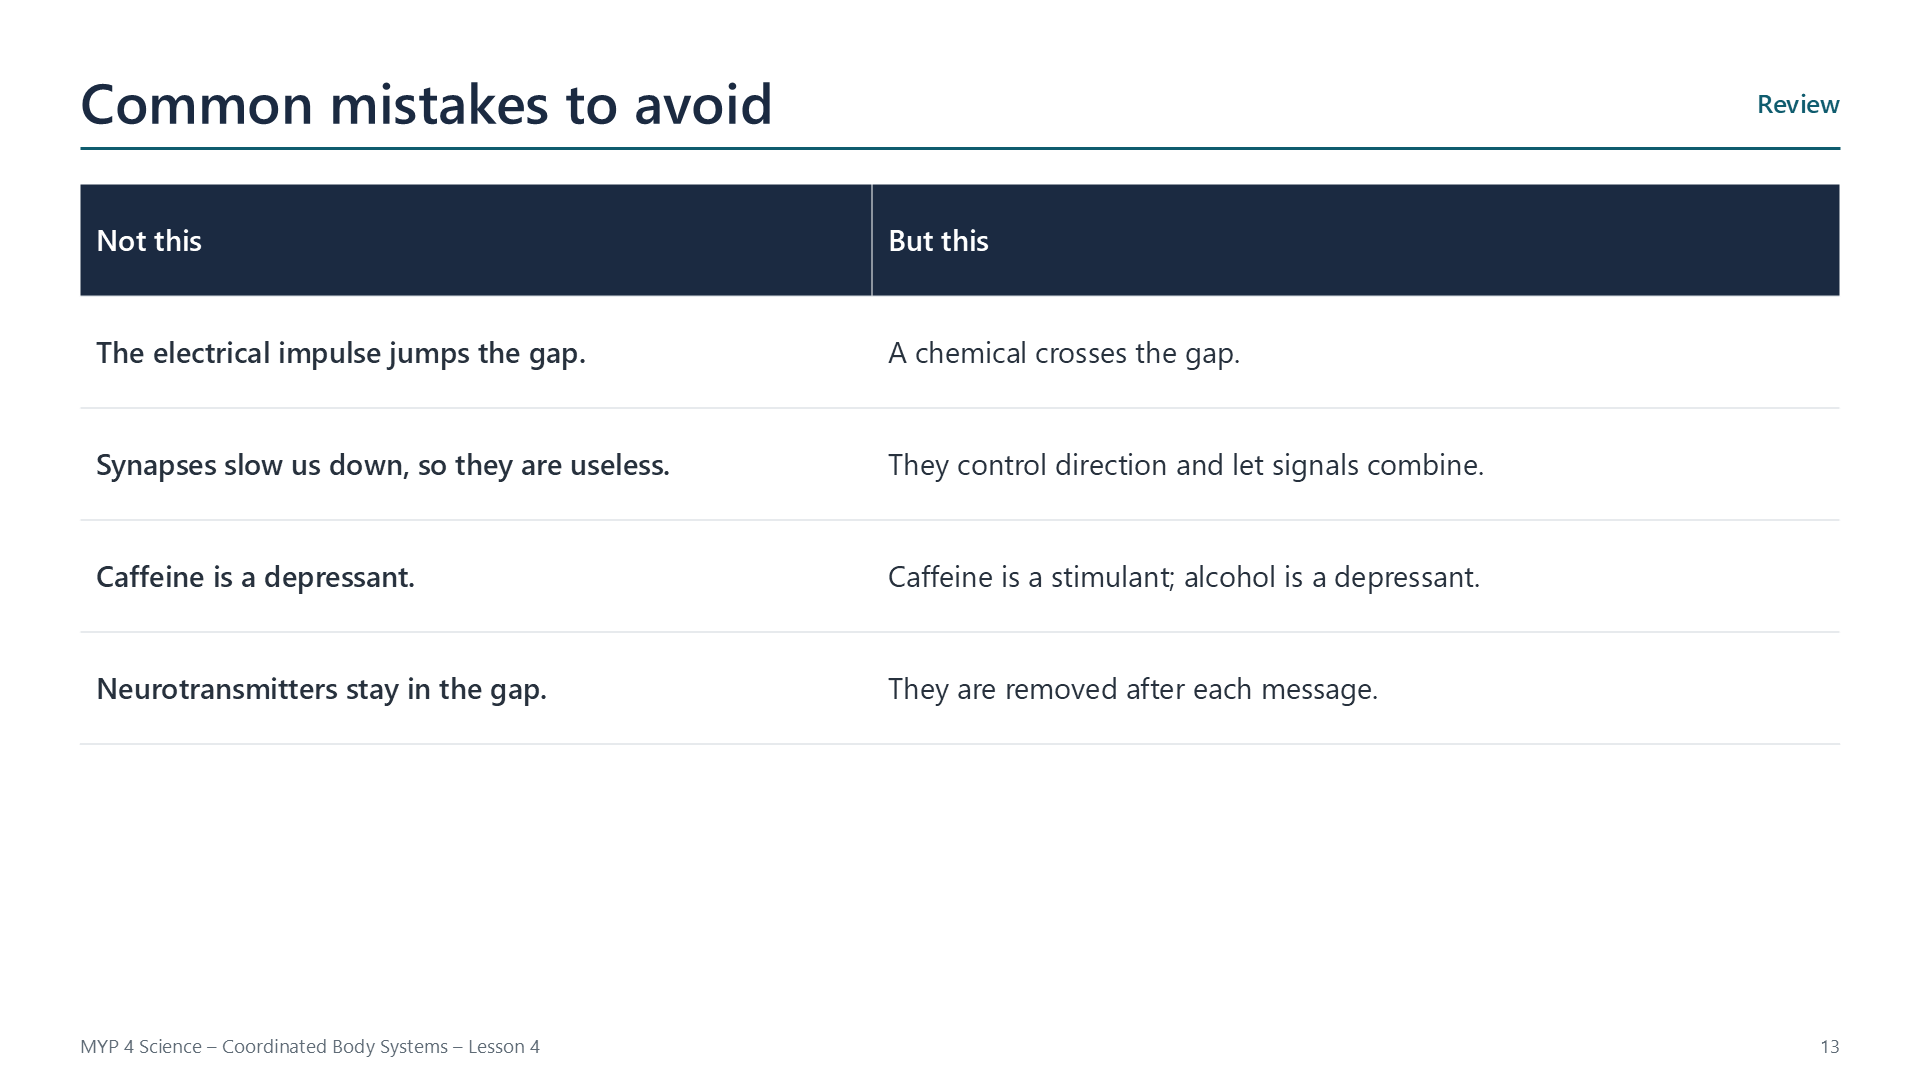 Common mistakes to avoid
Review
Not this
But this
The electrical impulse jumps the gap.
A chemical crosses the gap.
Synapses slow us down, so they are useless.
They control direction and let signals combine.
Caffeine is a depressant.
Caffeine is a stimulant; alcohol is a depressant.
Neurotransmitters stay in the gap.
They are removed after each message.
MYP 4 Science – Coordinated Body Systems – Lesson 4
13